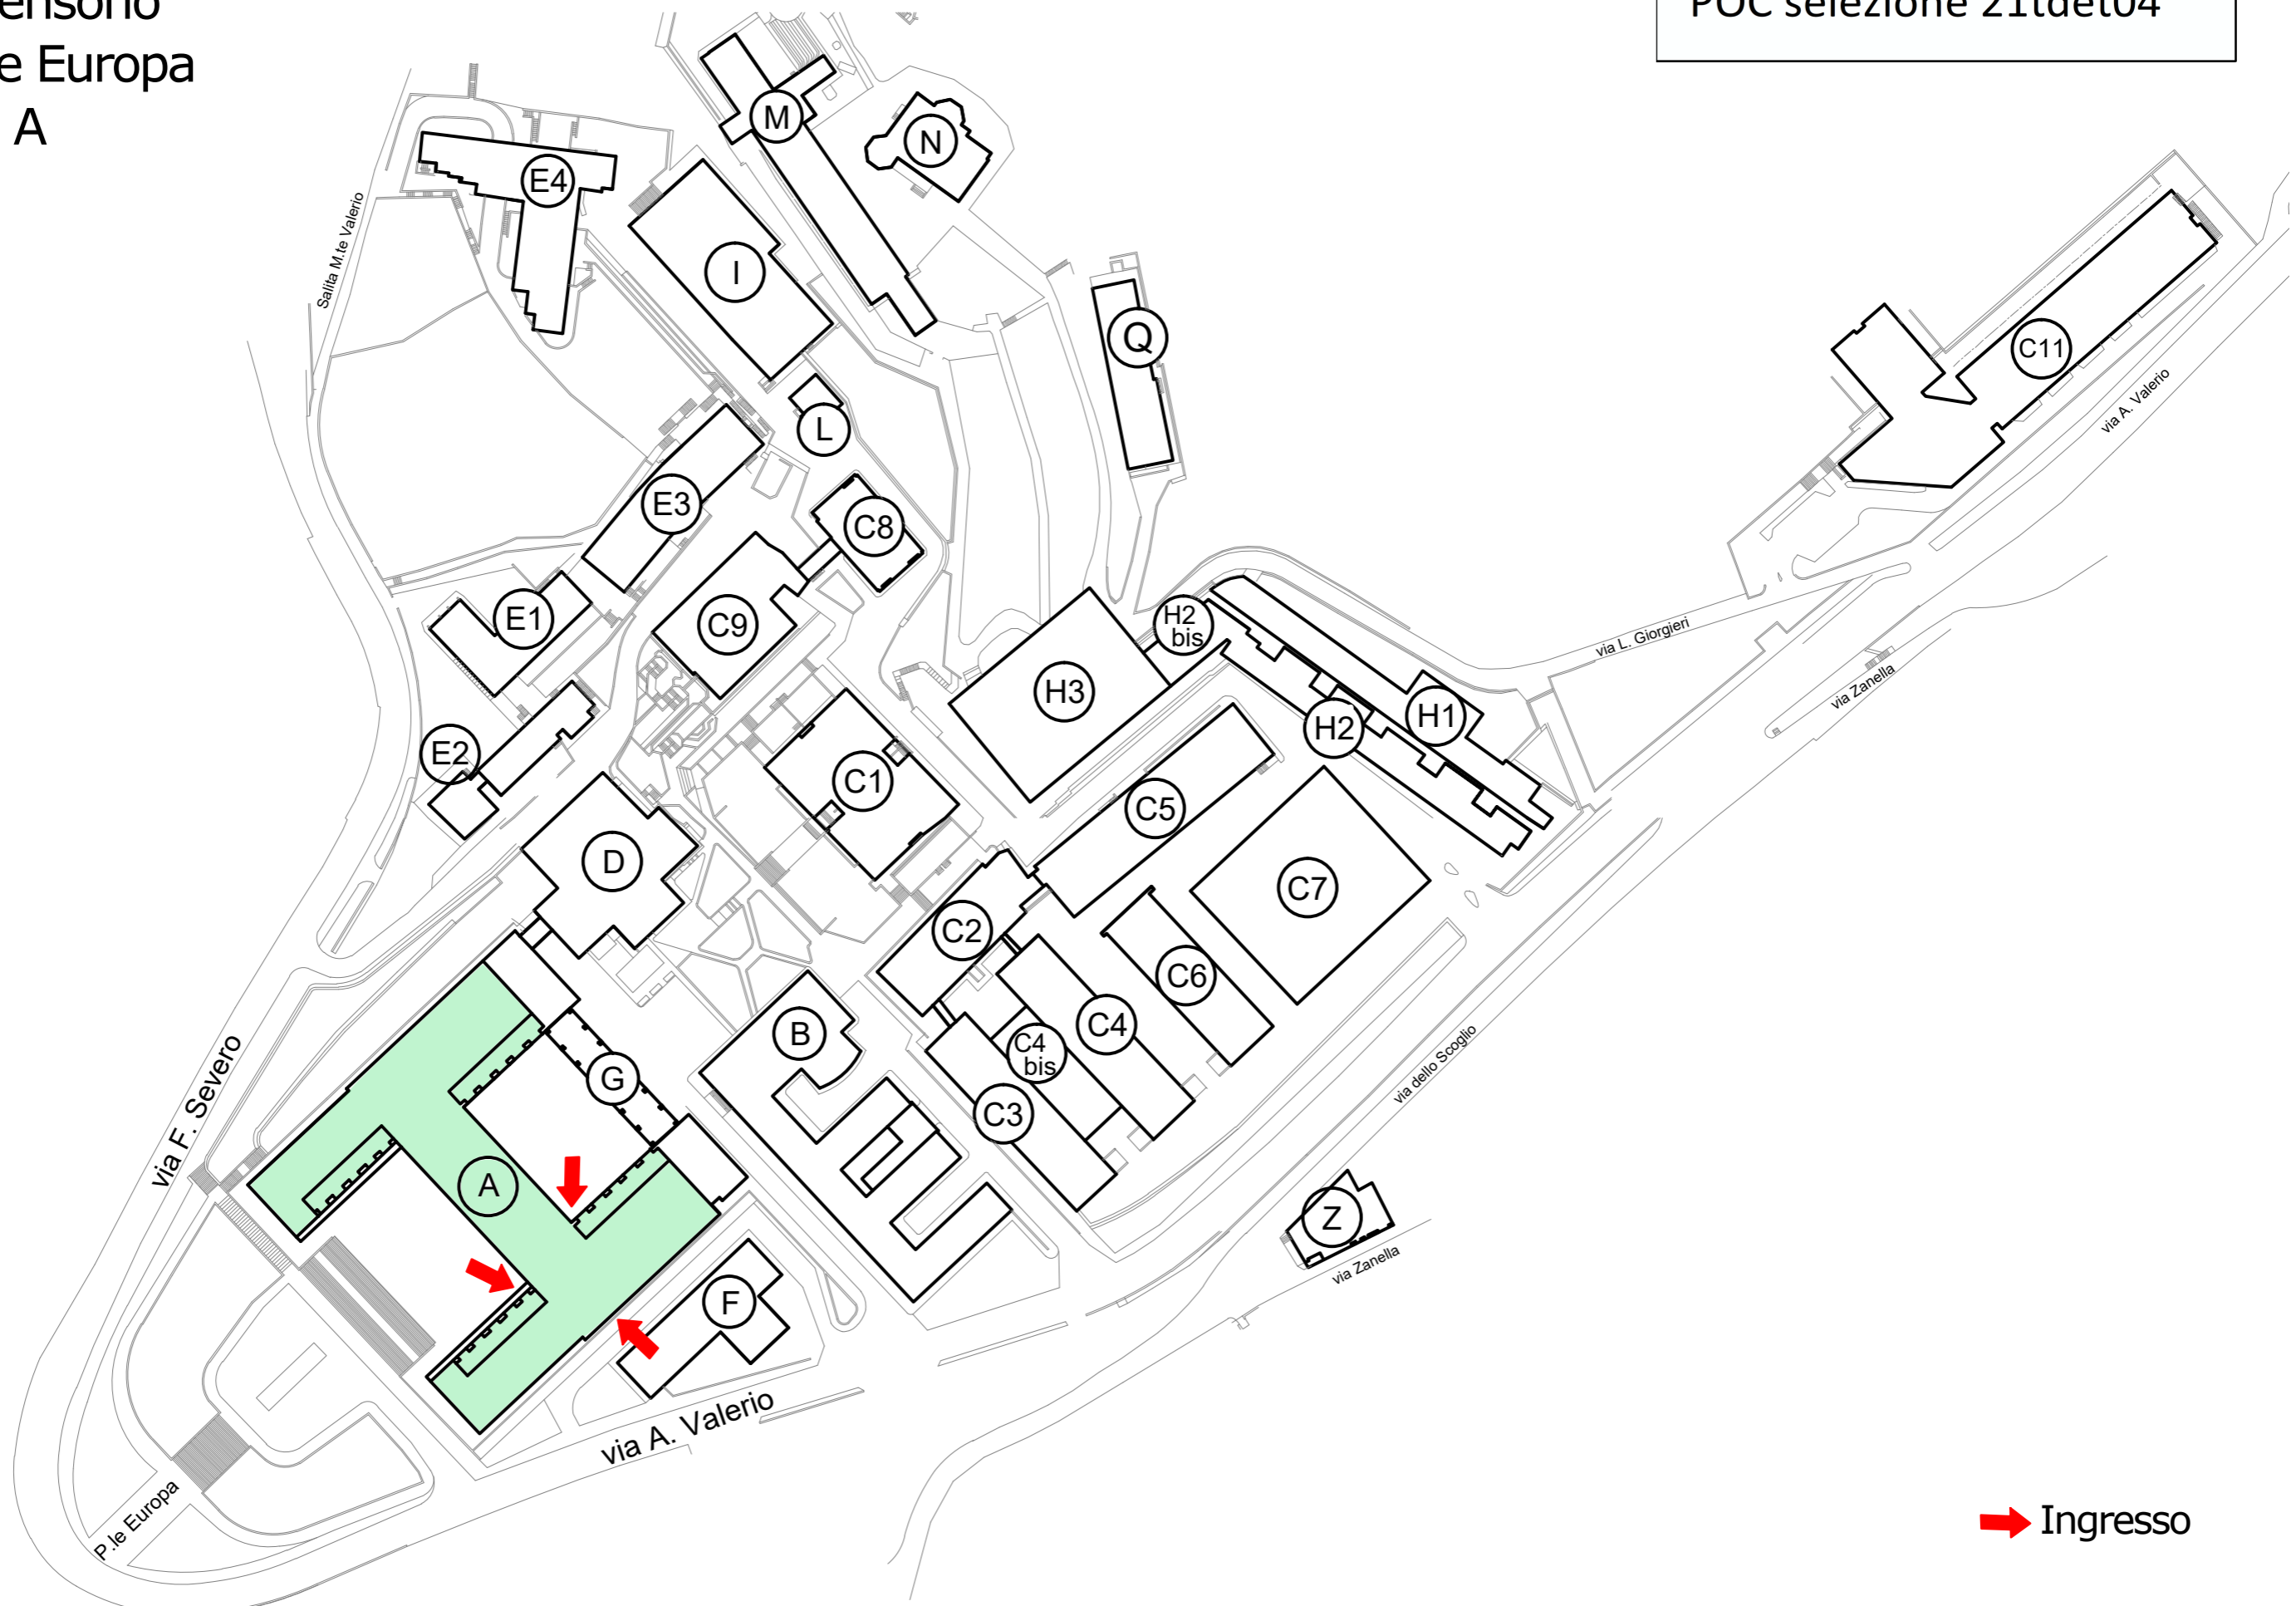 ensorio
e Europa
A
POC selezione 21tdet04
M
N
E4
Salita M.te Valerio
I
Q
C11
via A. Valerio
L
E3
C8
E1
C9
H2
bis
via L. Giorgieri
H3
via Zanella
H1
H2
E2
C1
C5
D
C7
C2
C6
B
C4
C4
bis
G
via dello Scoglio
via F. Severo
C3
A
Z
via Zanella
F
via A. Valerio
P.le Europa
Ingresso